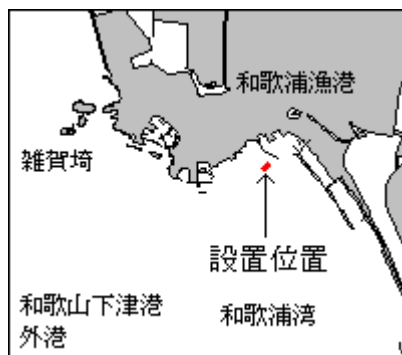 和歌浦漁港
雑賀埼
設置位置
和歌山下津港
外港
和歌浦湾